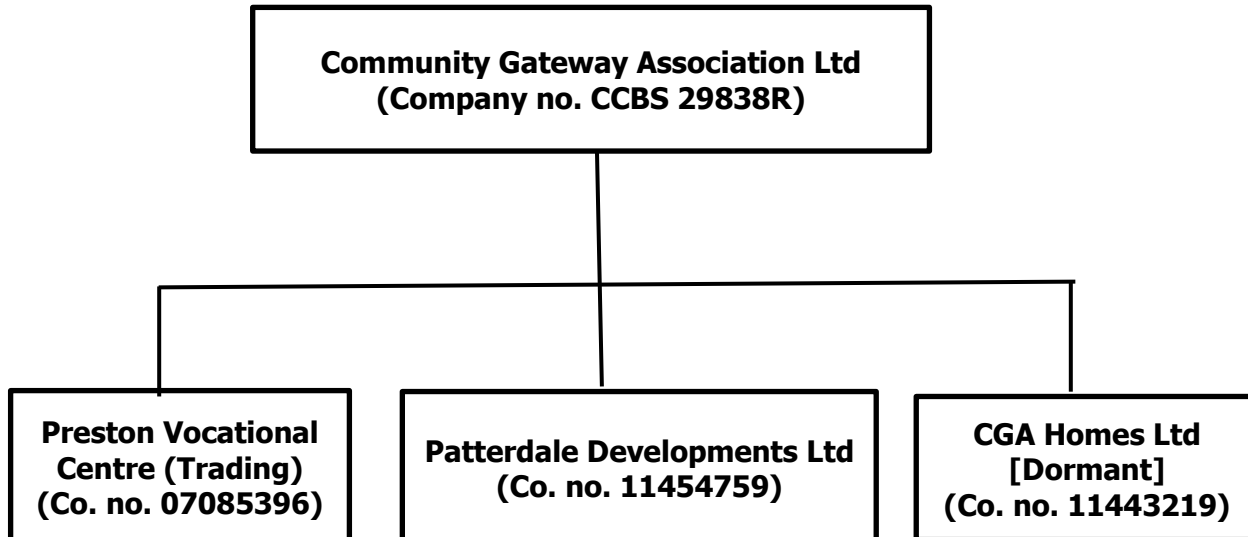 Community Gateway Association Ltd
(Company no. CCBS 29838R)
Preston Vocational
Centre (Trading)
(Co. no. 07085396)
Patterdale Developments Ltd
(Co. no. 11454759)
CGA Homes Ltd
[Dormant]
(Co. no. 11443219)